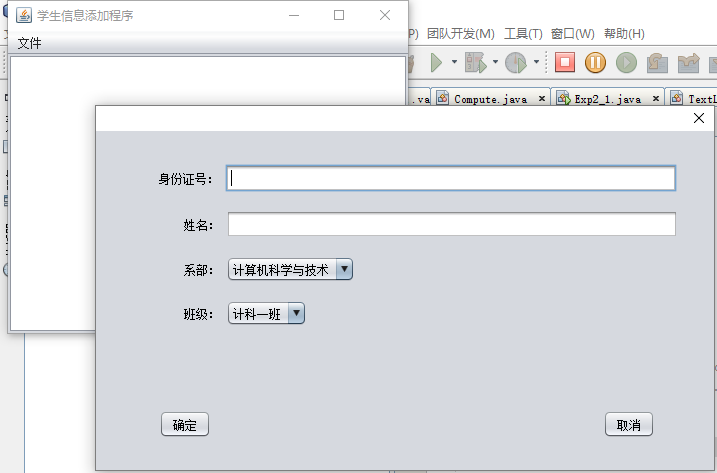 学生信息添加程序
P) 团队开发(M) 工具(T) 窗口(W) 帮助(H)
文件
.va Compute.java Exp2_1.java TextL
身份证号：
姓名：
系部： 计算机科学与技术
班级： 计科一班
确定 取消